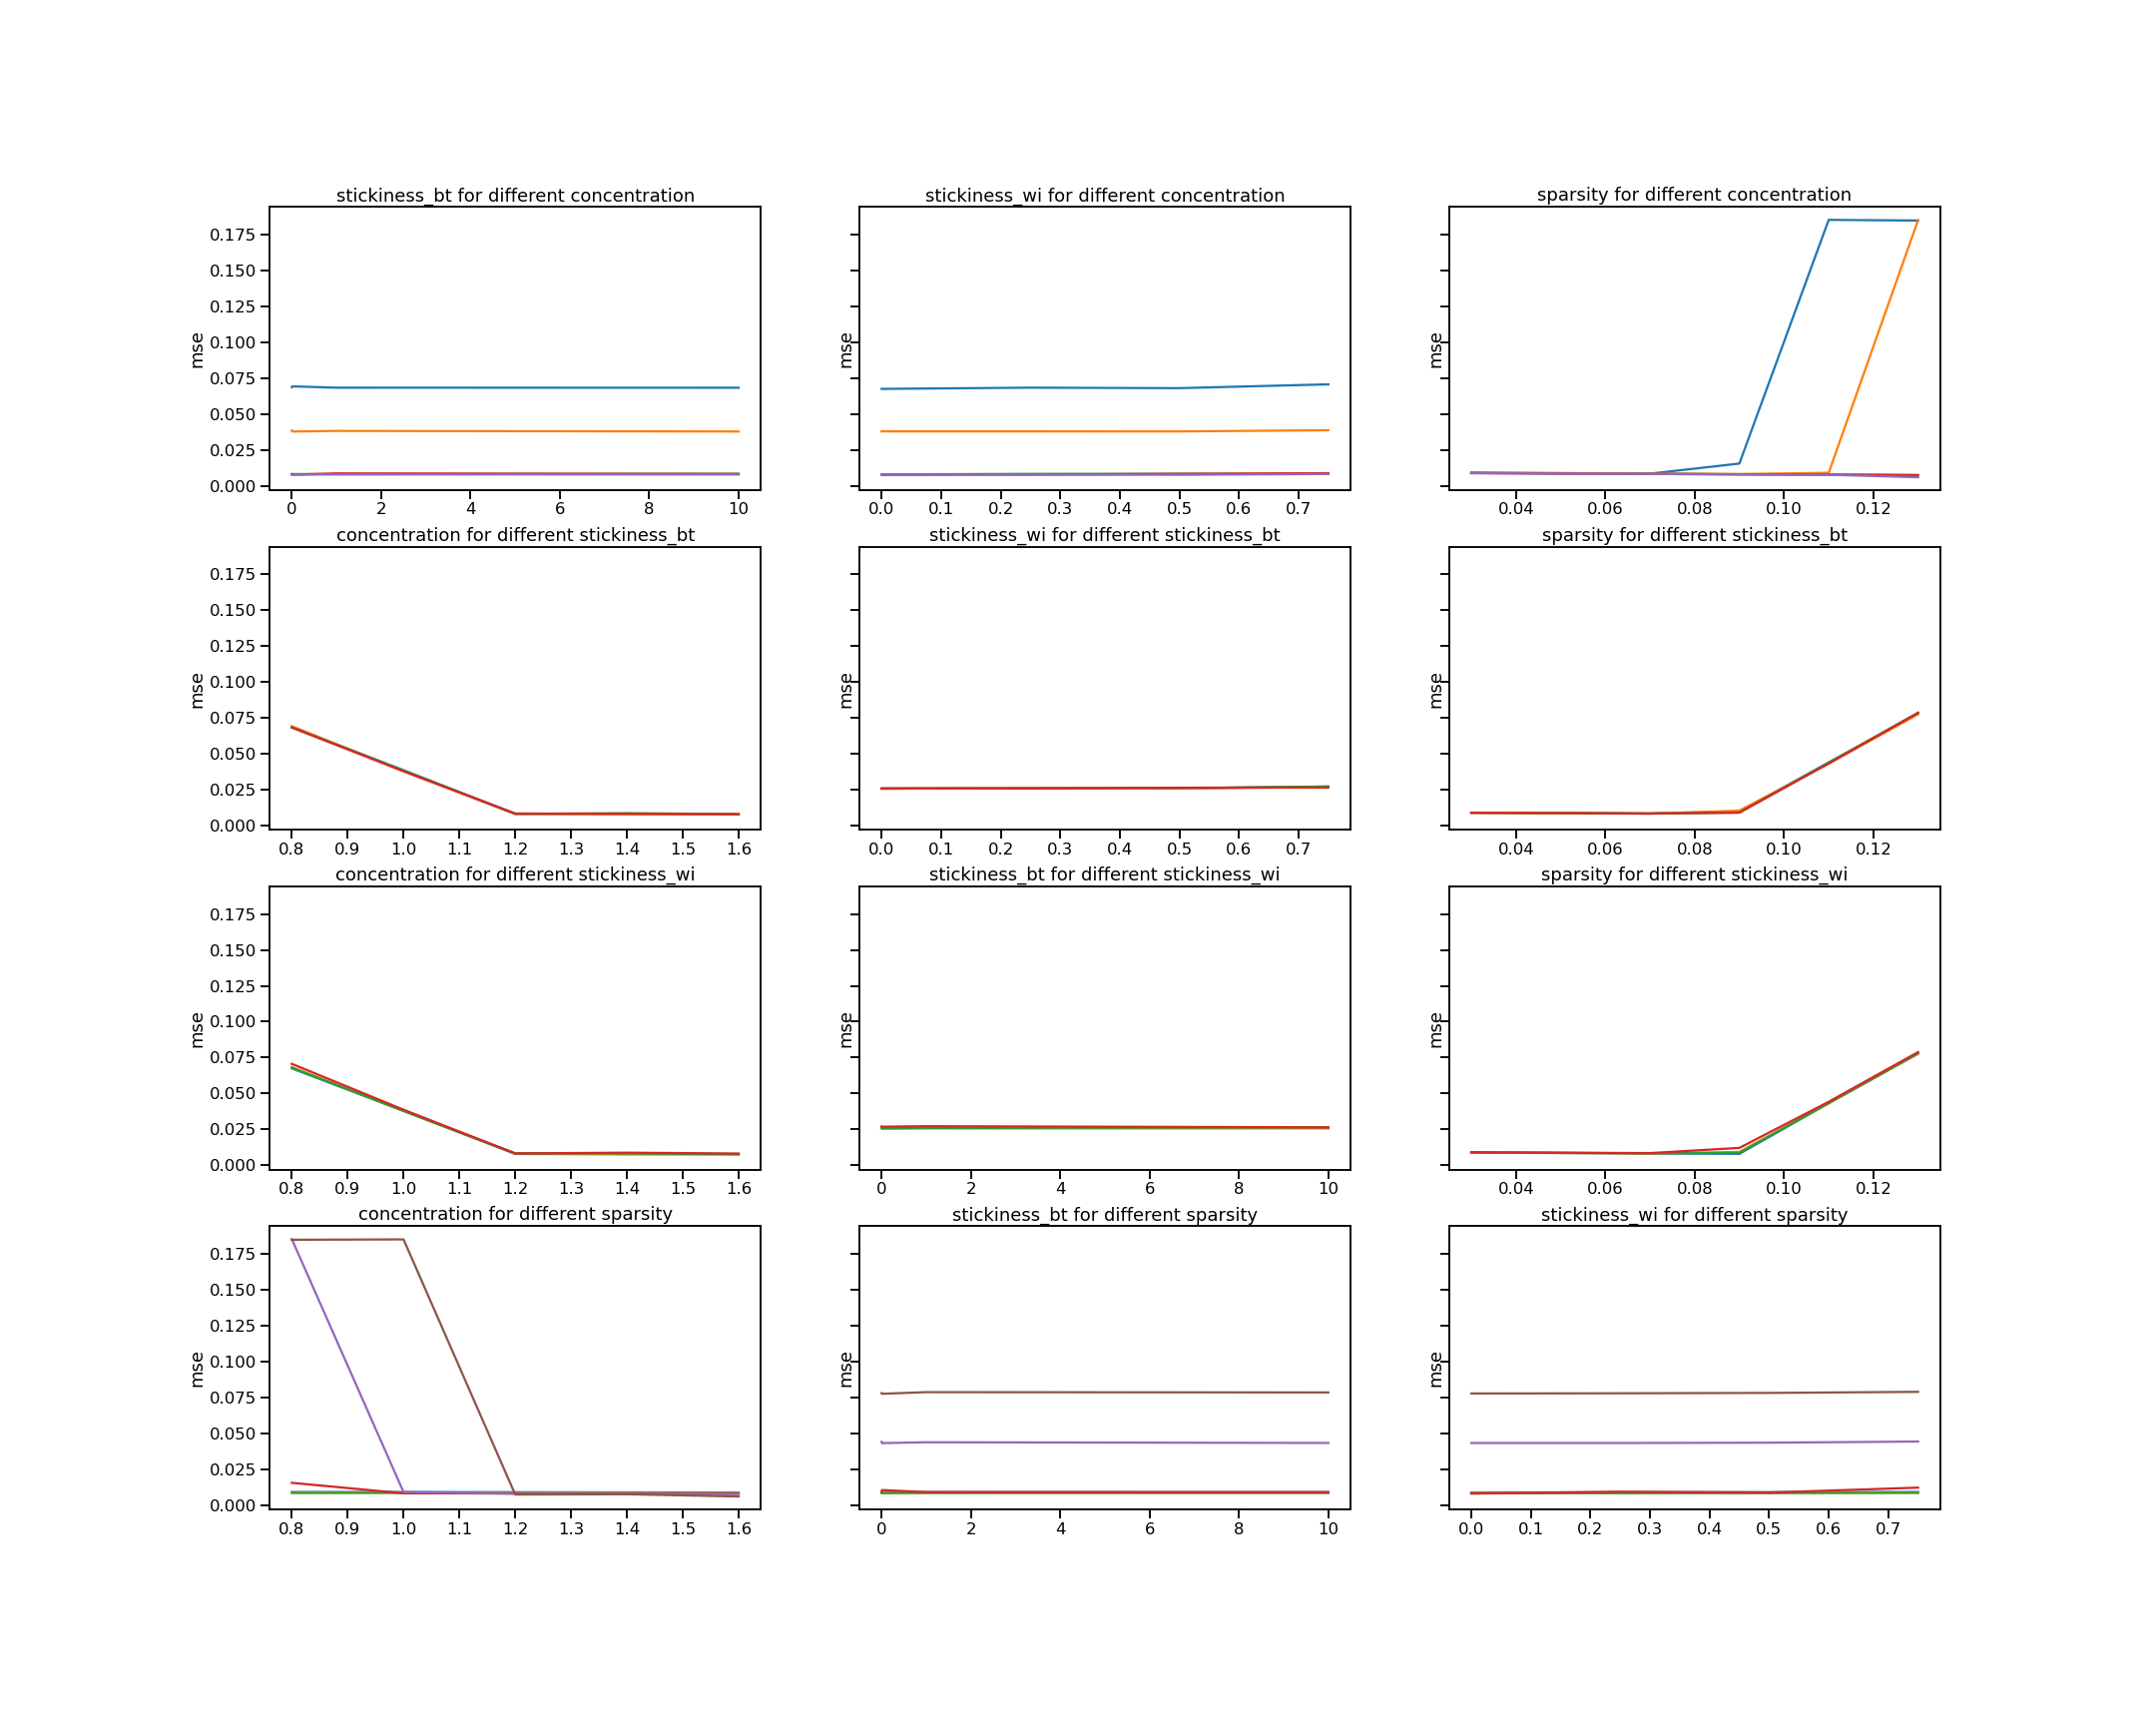 stickiness_bt for different concentration
stickiness_wi for different concentration
sparsity for different concentration
0.175
0.150
0.125
0.100
0.075
0.050
0.025
0.000
mse
mse
mse
0 2 4 6 8 10
0.0 0.1 0.2 0.3 0.4 0.5 0.6 0.7
0.04 0.06 0.08 0.10 0.12
concentration for different stickiness_bt
stickiness_wi for different stickiness_bt
sparsity for different stickiness_bt
0.175
0.150
0.125
0.100
0.075
0.050
0.025
0.000
mse
mse
mse
0.8 0.9 1.0 1.1 1.2 1.3 1.4 1.5 1.6
0.0 0.1 0.2 0.3 0.4 0.5 0.6 0.7
0.04 0.06 0.08 0.10 0.12
concentration for different stickiness_wi
stickiness_bt for different stickiness_wi
sparsity for different stickiness_wi
0.175
0.150
0.125
0.100
0.075
0.050
0.025
0.000
mse
mse
mse
0.8 0.9 1.0 1.1 1.2 1.3 1.4 1.5 1.6
0 2 4 6 8 10
0.04 0.06 0.08 0.10 0.12
concentration for different sparsity
stickiness_bt for different sparsity
stickiness_wi for different sparsity
0.175
0.150
0.125
0.100
0.075
0.050
0.025
0.000
mse
mse
mse
0.8 0.9 1.0 1.1 1.2 1.3 1.4 1.5 1.6
0 2 4 6 8 10
0.0 0.1 0.2 0.3 0.4 0.5 0.6 0.7